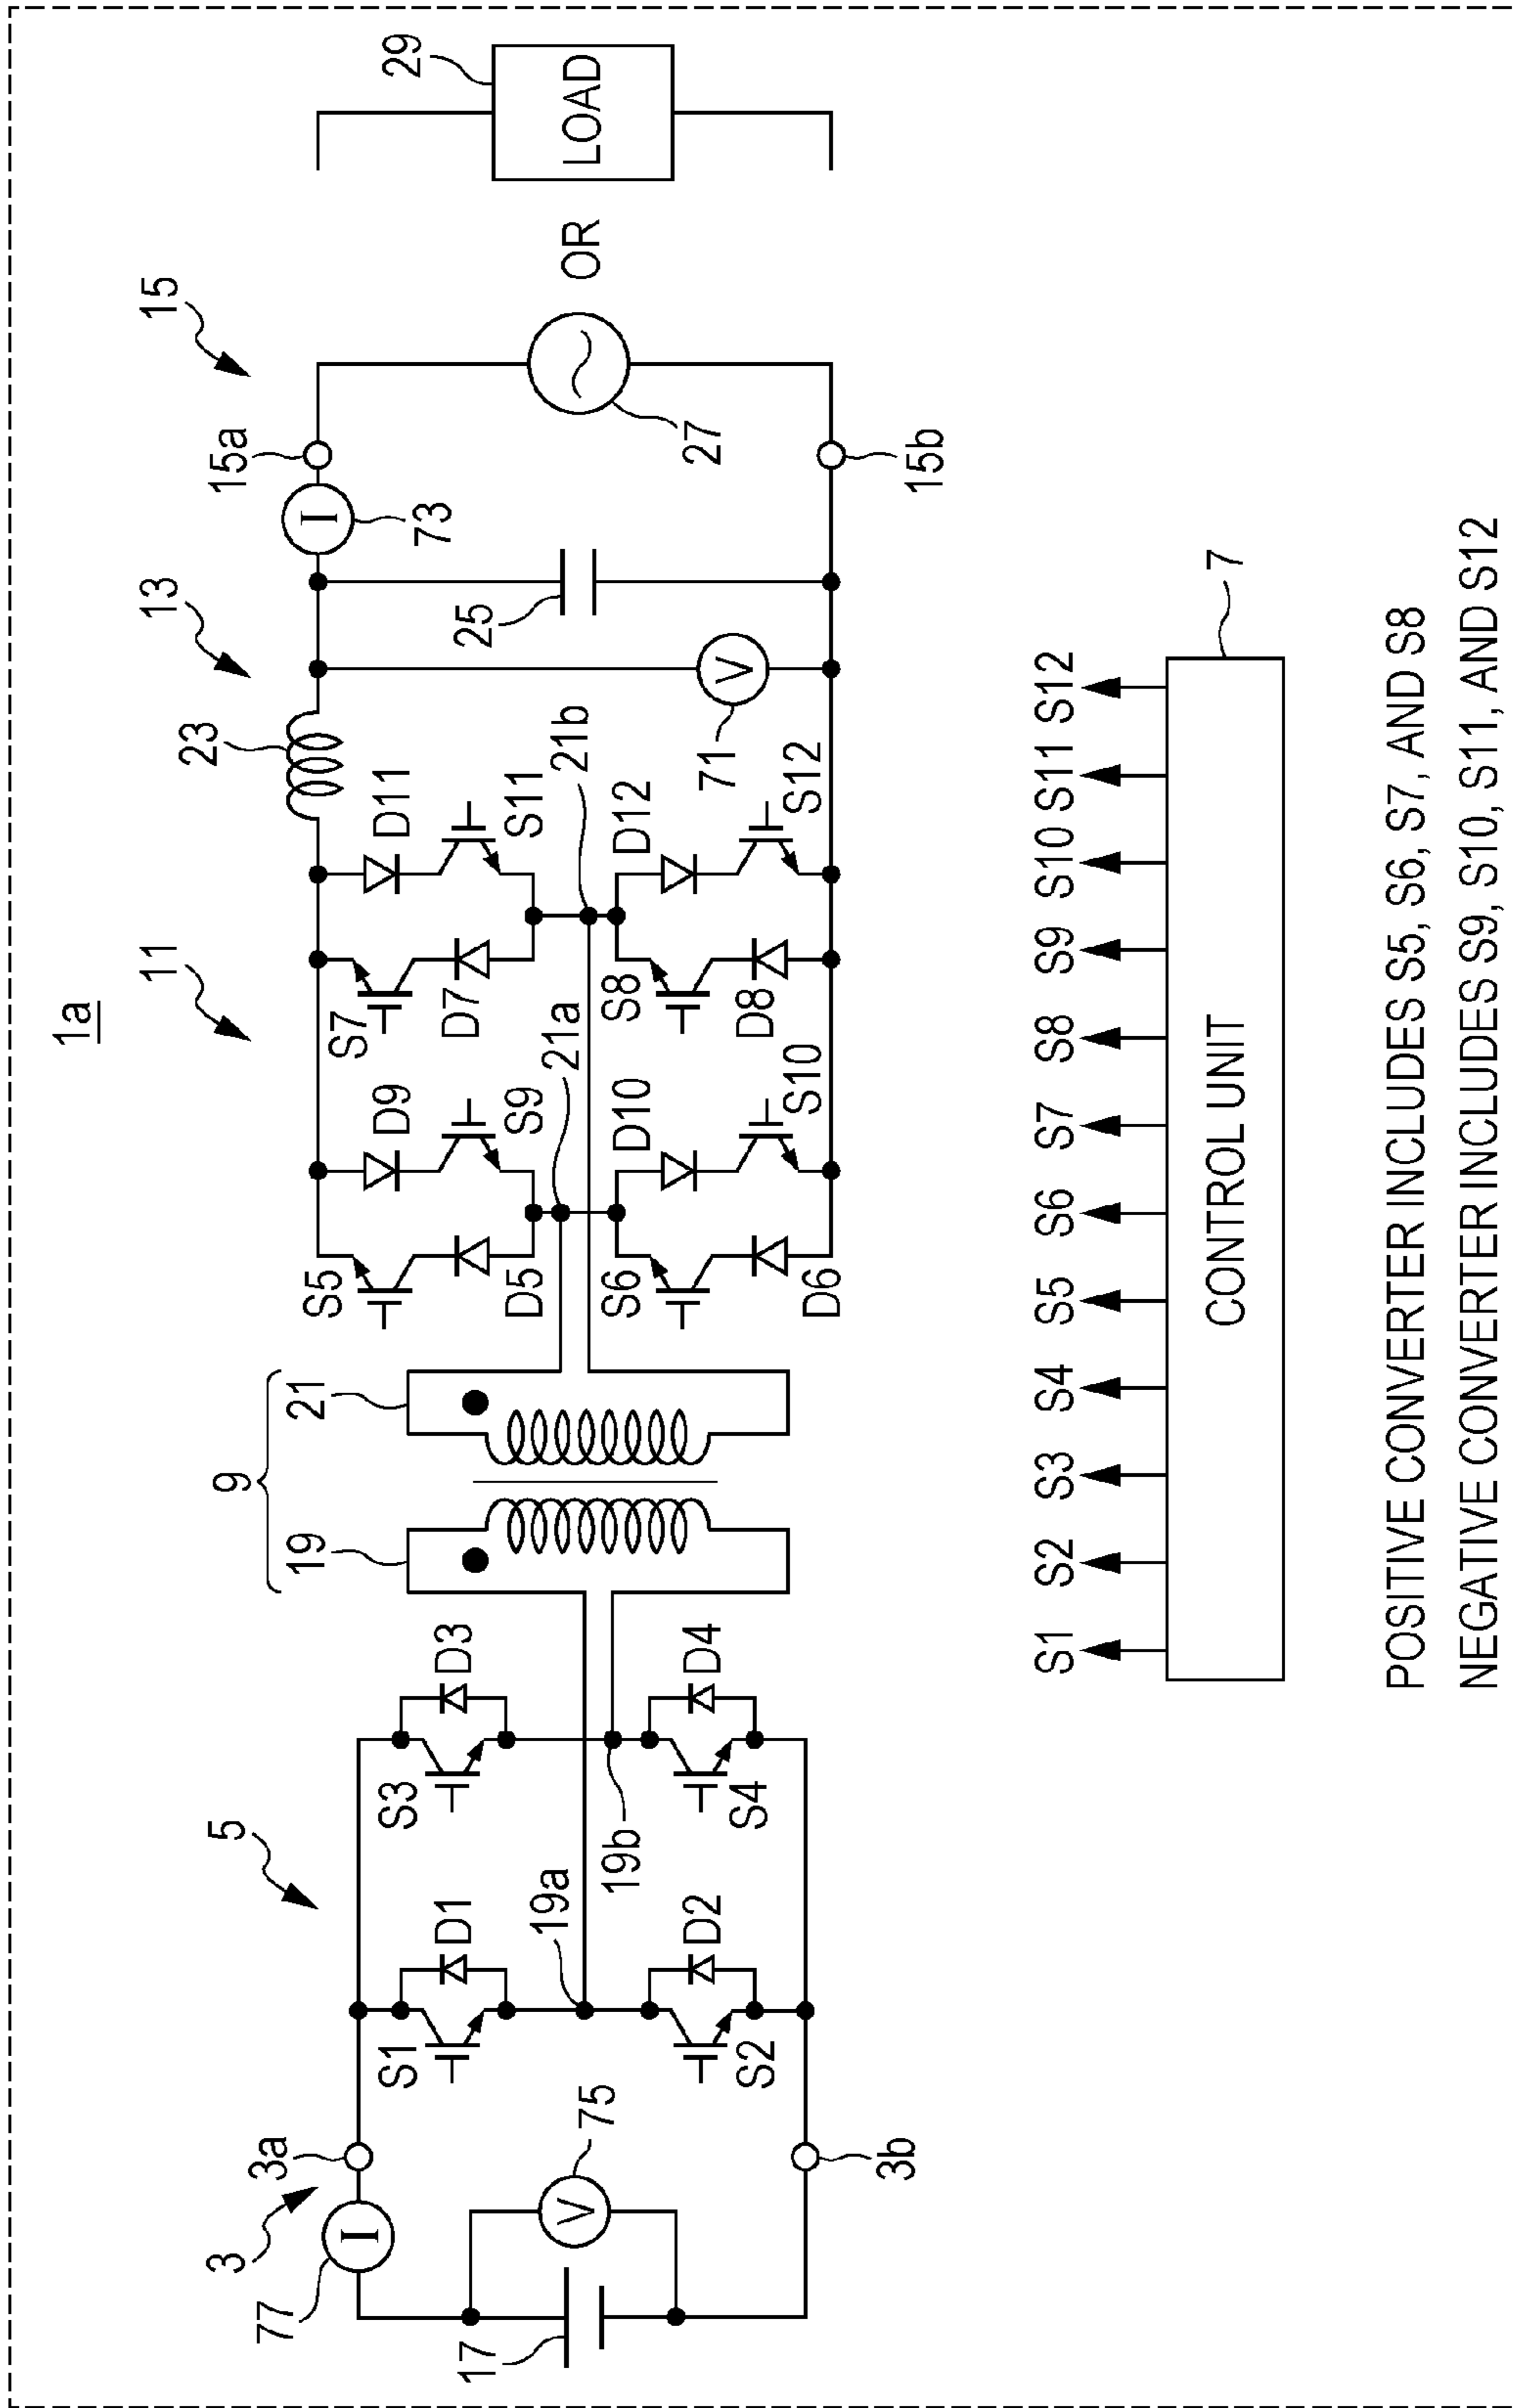 1a
3
5
9
11
13
15
77
3a
S1
D1
S3
D3
19
21
S5
D9
S7
D11
23
15a
29
17
75
19a
D5
S9
21a
D7
S11
21b
25
73
LOAD
OR
S2
D2
19b
S4
D4
S6
D10
S8
D12
71
27
3b
D6
S10
D8
S12
15b
S1 S2 S3 S4 S5 S6 S7 S8 S9 S10 S11 S12
CONTROL UNIT
7
POSITIVE CONVERTER INCLUDES S5, S6, S7, AND S8
NEGATIVE CONVERTER INCLUDES S9, S10, S11, AND S12
I
V
V
I